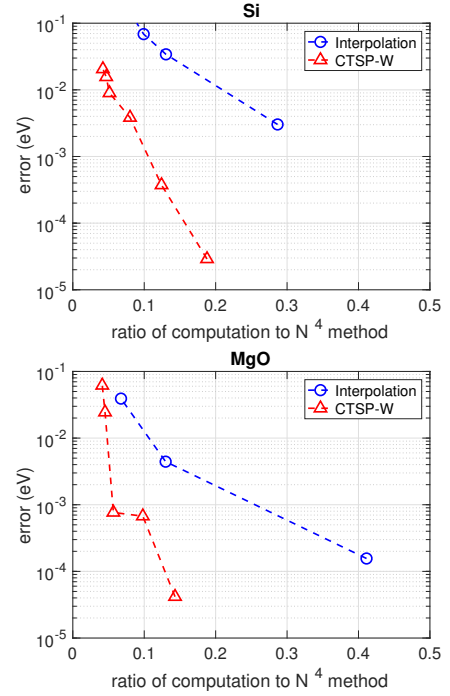 Si
10^-1
10^-2
10^-3
10^-4
10^-5
error (eV)
Interpolation
CTSP-W
0
0.1
0.2
0.3
0.4
0.5
ratio of computation to N^4 method
MgO
10^-1
10^-2
10^-3
10^-4
10^-5
error (eV)
Interpolation
CTSP-W
0
0.1
0.2
0.3
0.4
0.5
ratio of computation to N^4 method